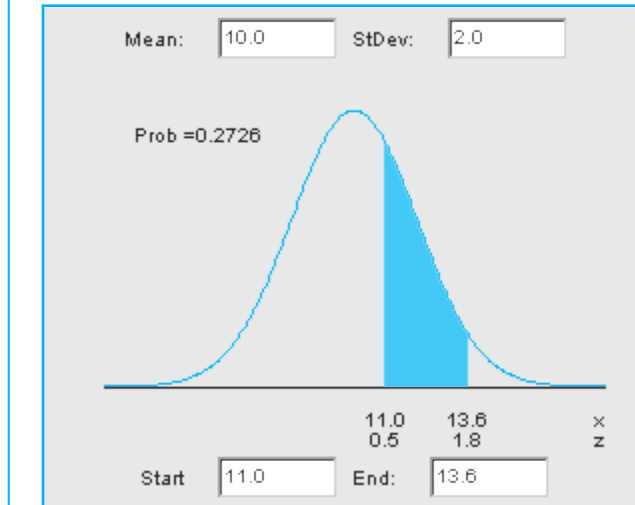 Mean: 10.0 StDev: 2.0
Prob =0.2726
11.0 13.6 x
0.5 1.8 z
Start 11.0 End: 13.6